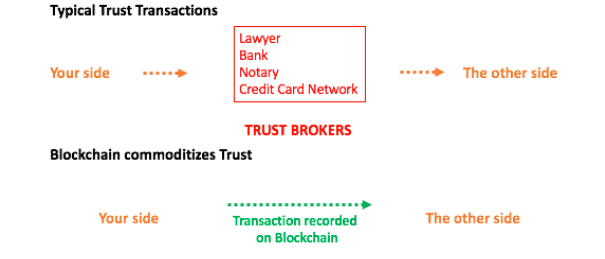 Typical Trust Transactions
Lawyer
Bank
Notary
Credit Card Network
Your side
The other side
TRUST BROKERS
Blockchain commoditizes Trust
Your side
Transaction recorded
on Blockchain
The other side